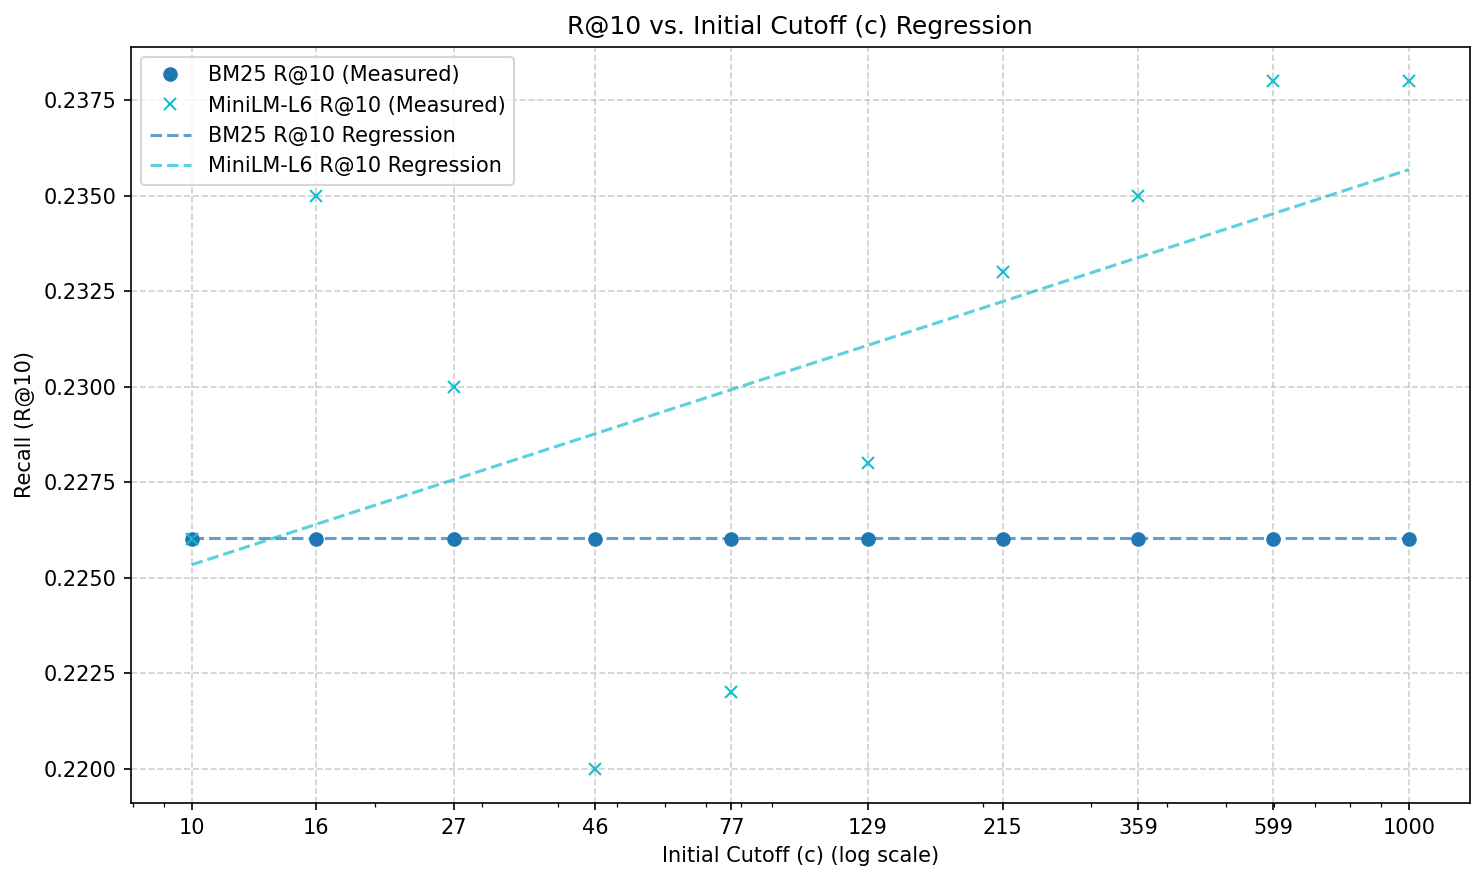 R@10 vs. Initial Cutoff (c) Regression
BM25 R@10 (Measured)
MiniLM-L6 R@10 (Measured)
BM25 R@10 Regression
MiniLM-L6 R@10 Regression
Recall (R@10)
0.2375
0.2350
0.2325
0.2300
0.2275
0.2250
0.2225
0.2200
10 16 27 46 77 129 215 359 599 1000
Initial Cutoff (c) (log scale)